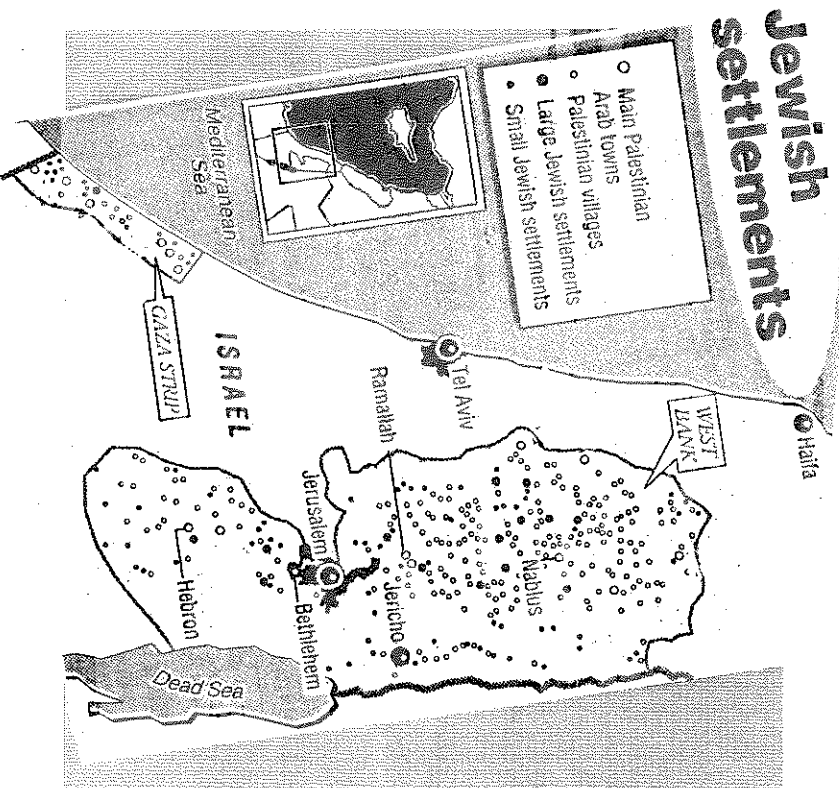 Jewish
settlements
Main Palestinian
Arab towns
Palestinian villages
Large Jewish settlements
Small Jewish settlements
Mediterranean
Sea
Haifa
WEST
BANK
Tel Aviv
Nablus
Ramallah
Jericho
Jerusalem
Bethlehem
Hebron
ISRAEL
GAZA STRIP
Dead Sea